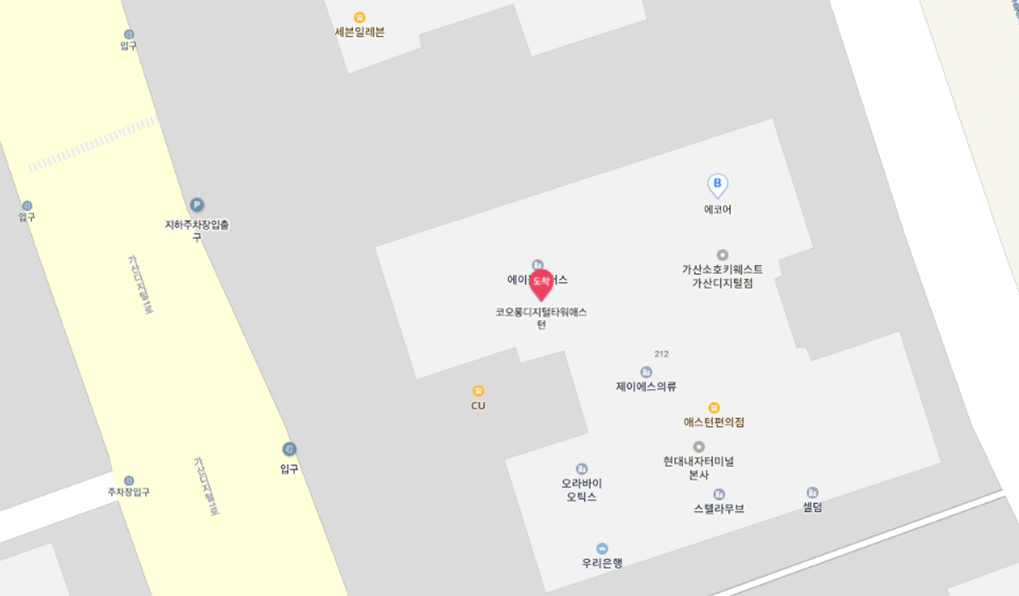 세븐일레븐
입구
B
에코어
입구
P
지하주차장입출
구
가산디지털1로
가산소호키웨스트
가산디지털점
도착
코오롱디지털타워애스
턴
212
제이에스의류
CU
애스턴편의점
입구
현대내자터미널
본사
가산디지털1로
주차장입구
오라바이
오틱스
스텔라무브
셀덤
우리은행